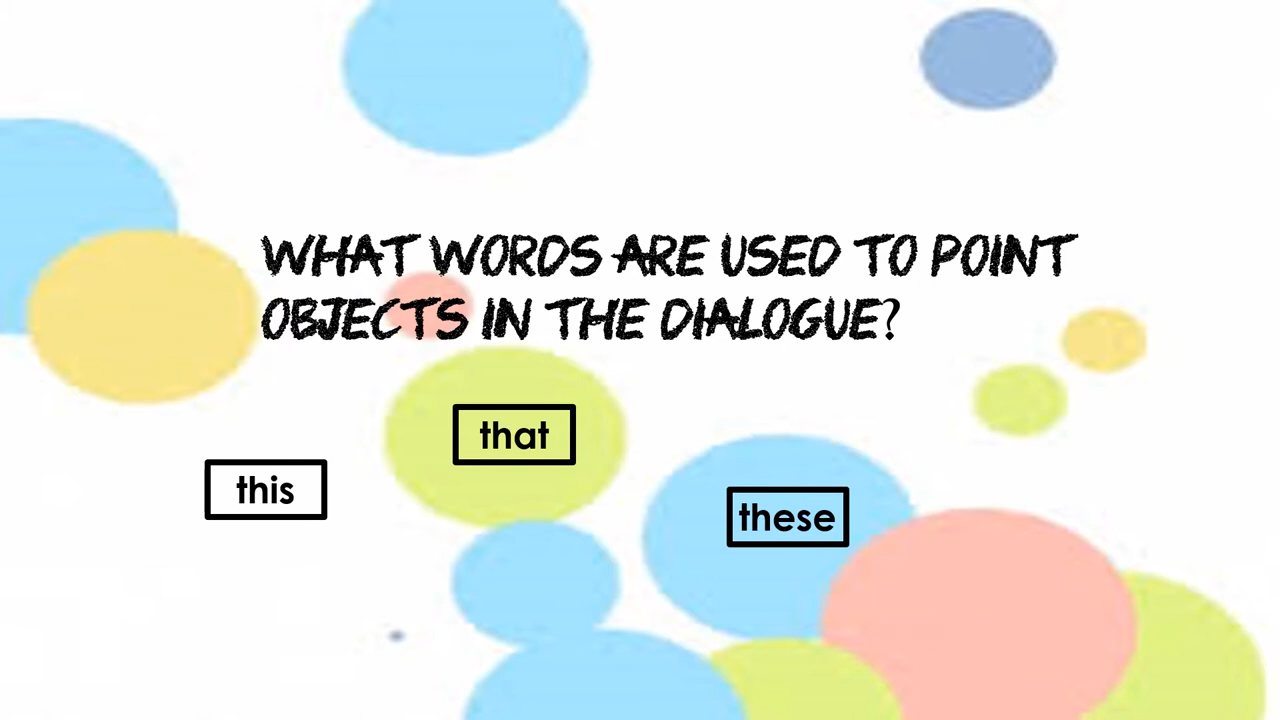 WHAT WORDS ARE USED TO POINT
OBJECTS IN THE DIALOGUE?
that
this
these